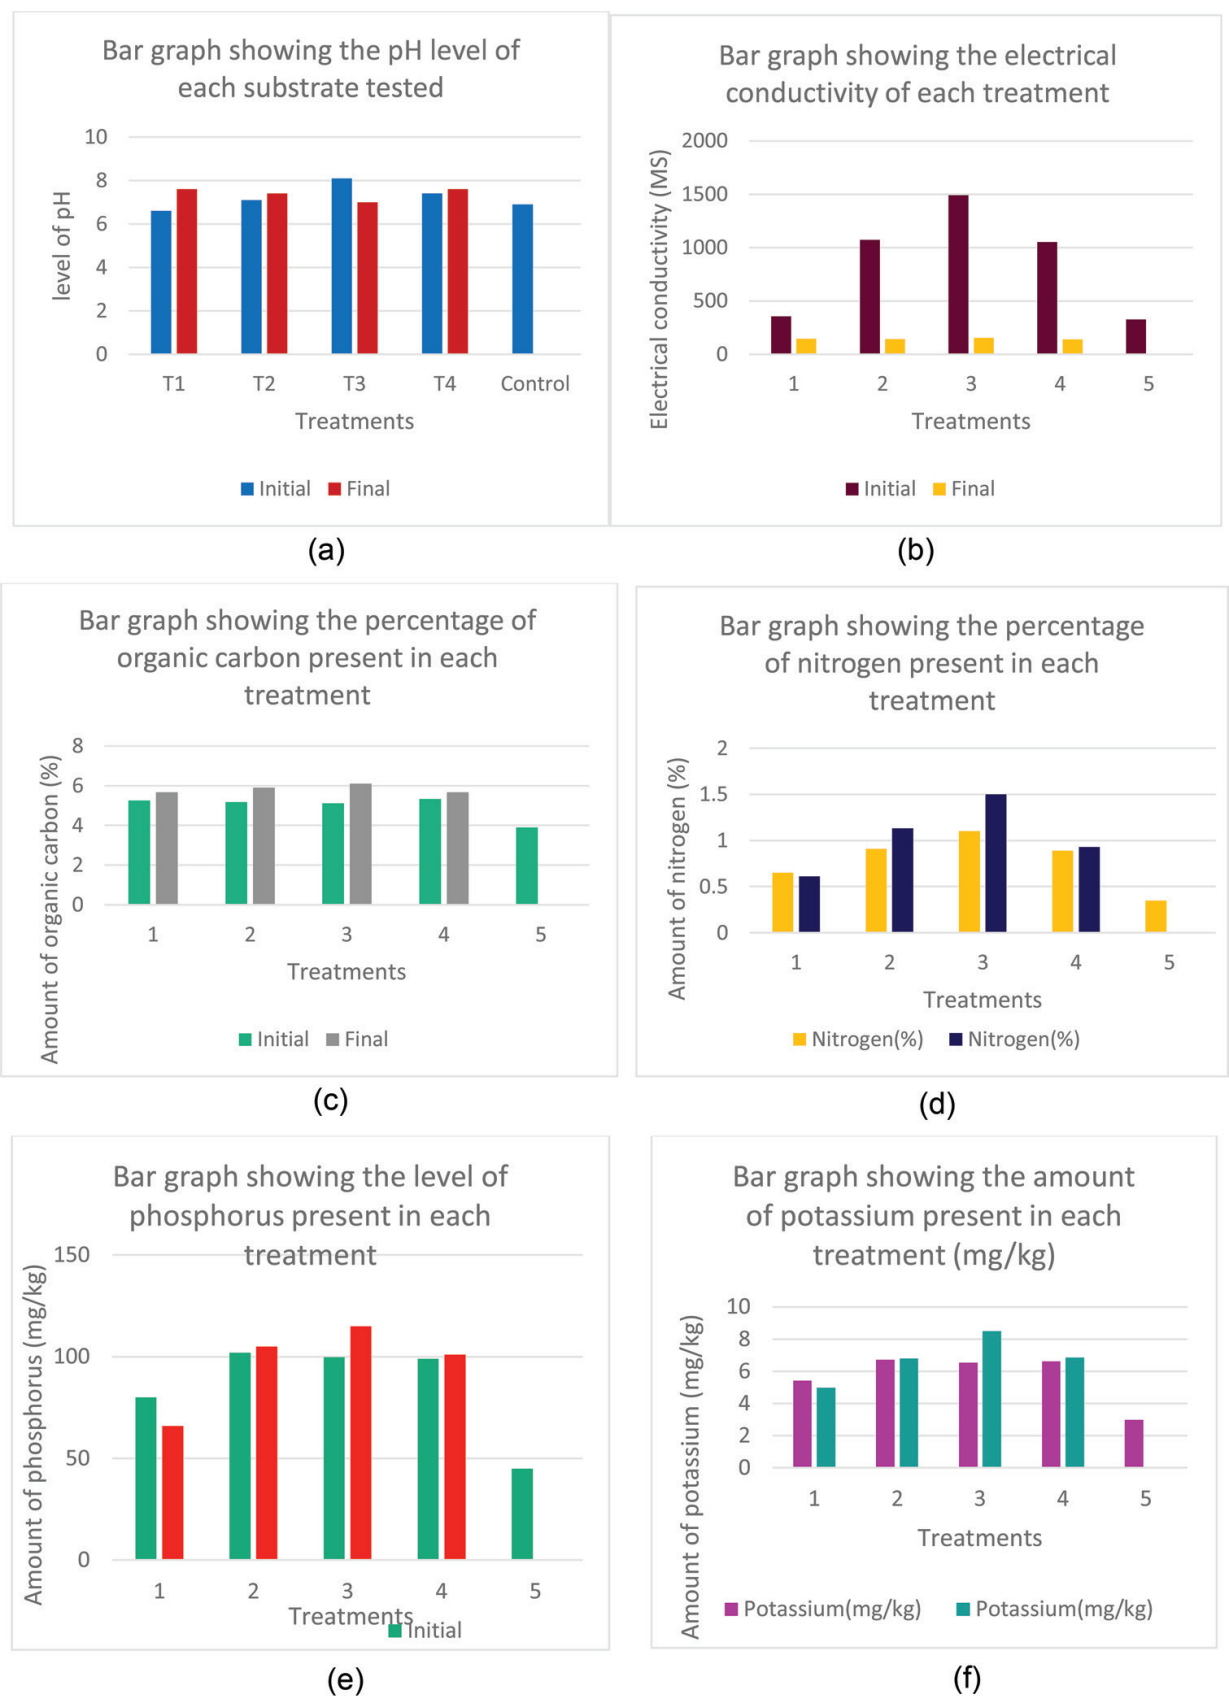 Bar graph showing the pH level of
each substrate tested
level of pH
10
8
6
4
2
0
T1 T2 T3 T4 Control
Treatments
Initial Final
(a)
Bar graph showing the electrical
conductivity of each treatment
Electrical conductivity (MS)
2000
1500
1000
500
0
1 2 3 4 5
Treatments
Initial Final
(b)
Bar graph showing the percentage of
organic carbon present in each
treatment
Amount of organic carbon (%)
8
6
4
2
0
1 2 3 4 5
Treatments
Initial Final
(c)
Bar graph showing the percentage
of nitrogen present in each
treatment
Amount of nitrogen (%)
2
1.5
1
0.5
0
1 2 3 4 5
Treatments
Nitrogen(%) Nitrogen(%)
(d)
Bar graph showing the level of
phosphorus present in each
treatment
Amount of phosphorus (mg/kg)
150
100
50
0
1 2 3 4 5
Treatments
Initial
(e)
Bar graph showing the amount
of potassium present in each
treatment (mg/kg)
Amount of potassium (mg/kg)
10
8
6
4
2
0
1 2 3 4 5
Treatments
Potassium(mg/kg) Potassium(mg/kg)
(f)